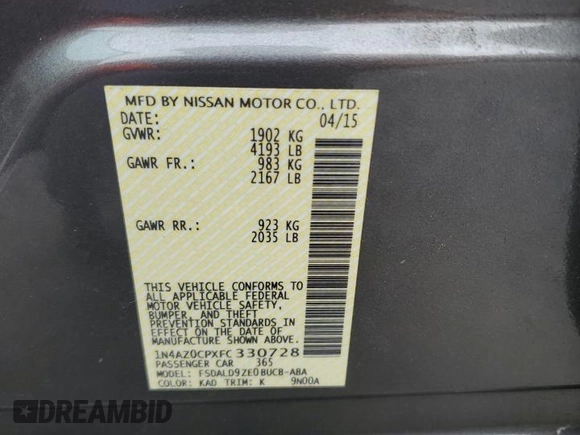 MFD BY NISSAN MOTOR CO., LTD.
DATE: 04/15
GVWR: 1902 KG
4193 LB
GAWR FR.: 983 KG
2167 LB
GAWR RR.: 923 KG
2035 LB
THIS VEHICLE CONFORMS TO
ALL APPLICABLE FEDERAL
MOTOR VEHICLE SAFETY,
BUMPER, AND THEFT
PREVENTION STANDARDS
IN EFFECT ON THE DATE OF
MANUFACTURE SHOWN ABOVE.
1N4AZ0CPXFC330728
PASSENGER CAR 365
MODEL: FSDALD9ZE0BUCB-ABA
COLOR: KAD TRIM: K 9N00A
READABID
AUCTION HISTORY